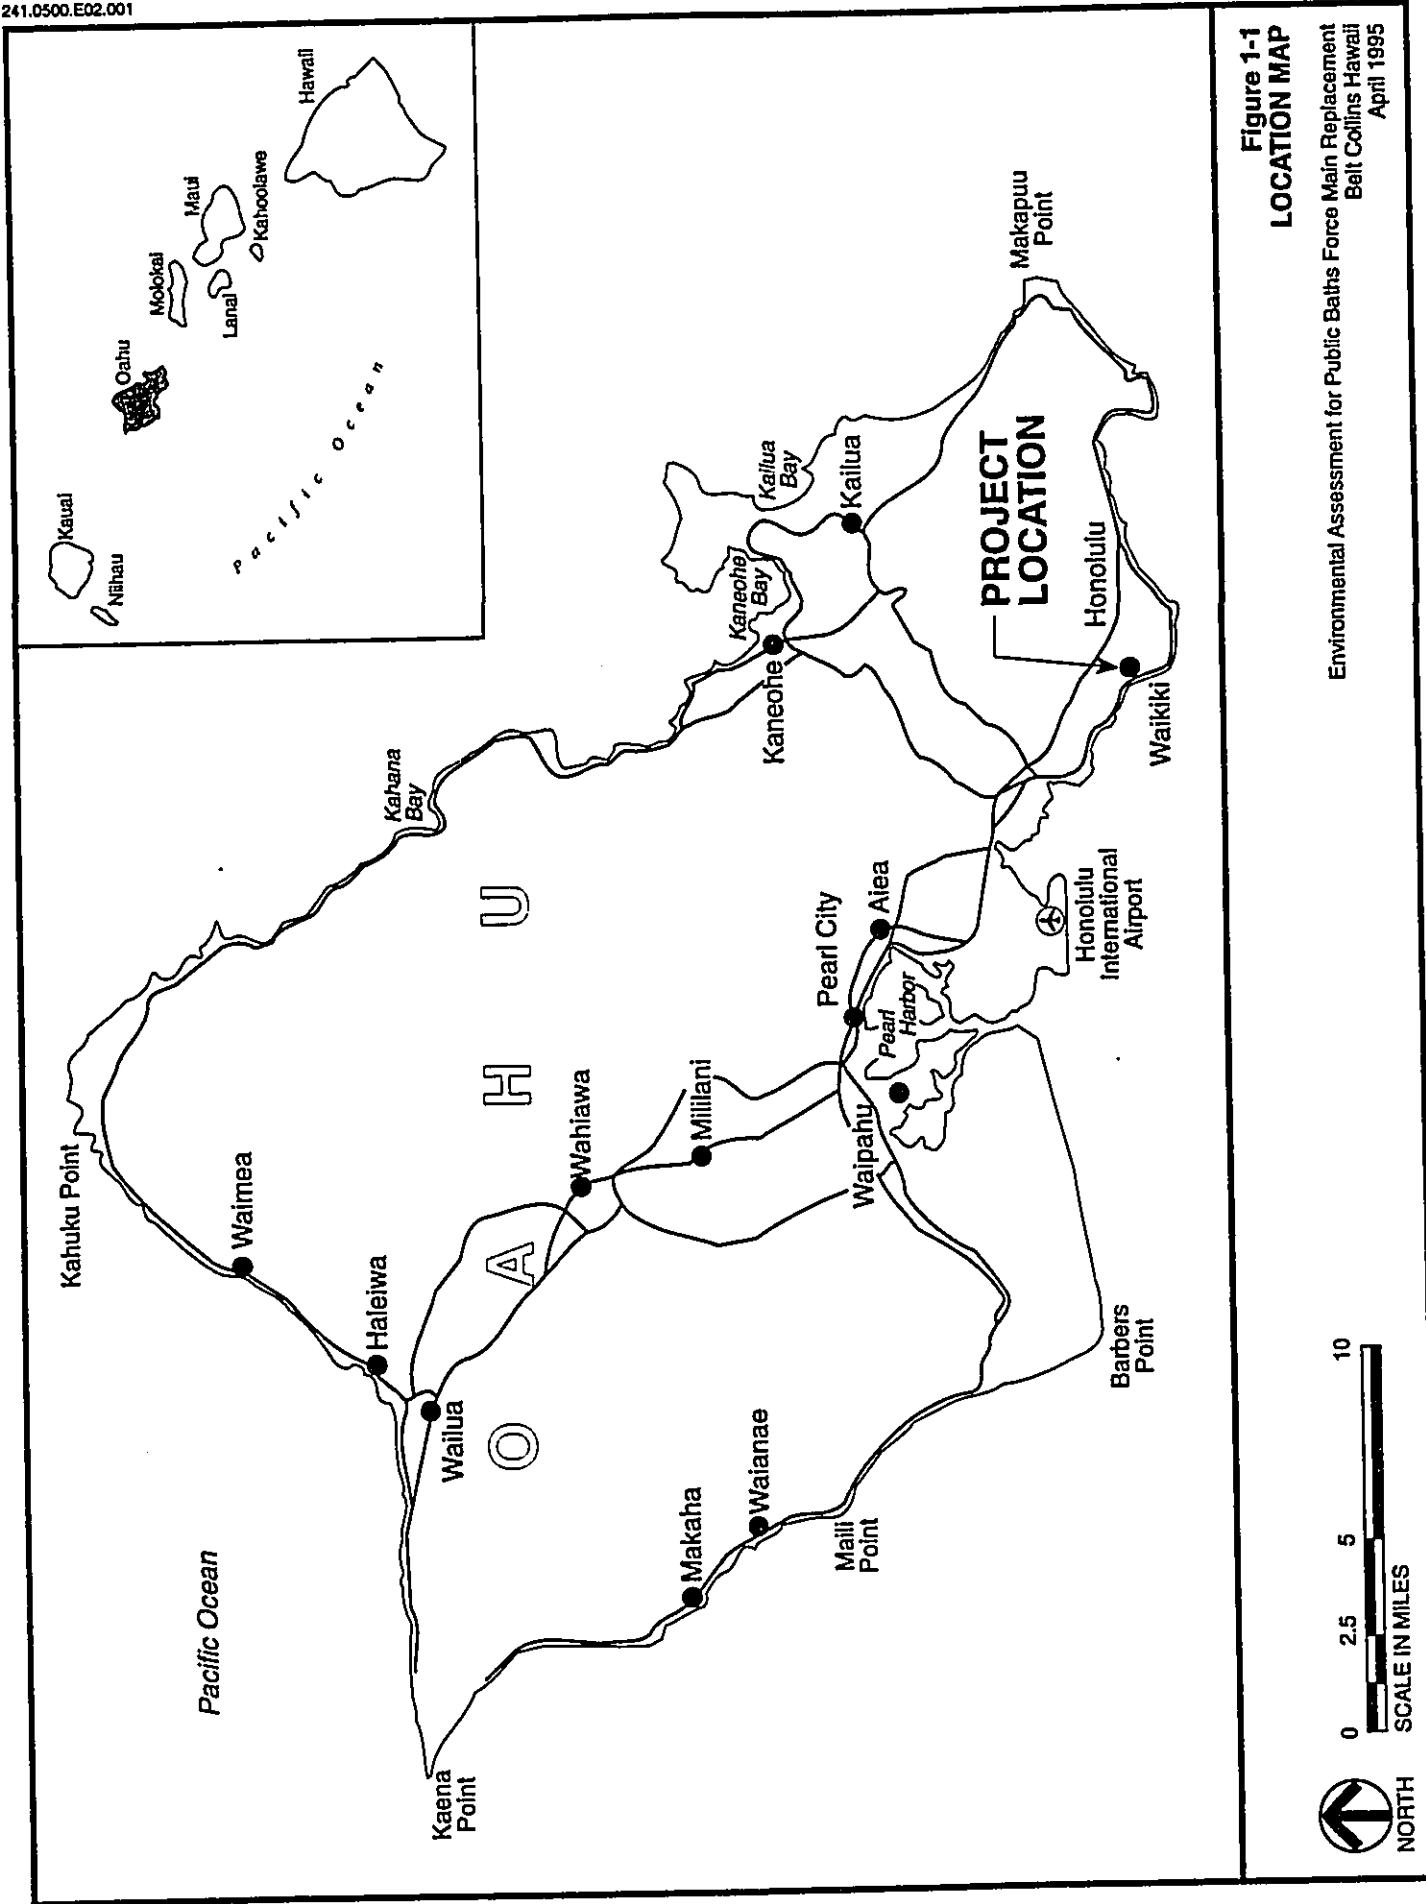 241.0500.E02.001
Kauai
Niihau
Oahu
Molokai
Lanai
Maui
Kahoolawe
Hawaii
Pacific Ocean
Pacific Ocean
Kahuku Point
Waimea
Haleiwa
Wailua
Kaena
Point
Kahana
Bay
OAHU
Wahiawa
Mililani
Makaha
Waianae
Maili
Point
Waipahu
Pearl City
Aiea
Pearl
Harbor
Kaneohe
Kaneohe
Bay
Kailua
Bay
Kailua
PROJECT
LOCATION
Honolulu
Waikiki
Makapuu
Point
Honolulu
International
Airport
Barbers
Point
NORTH
0 2.5 5 10
SCALE IN MILES
Figure 1-1
LOCATION MAP
Environmental Assessment for Public Baths Force Main Replacement
Belt Collins Hawaii
April 1995